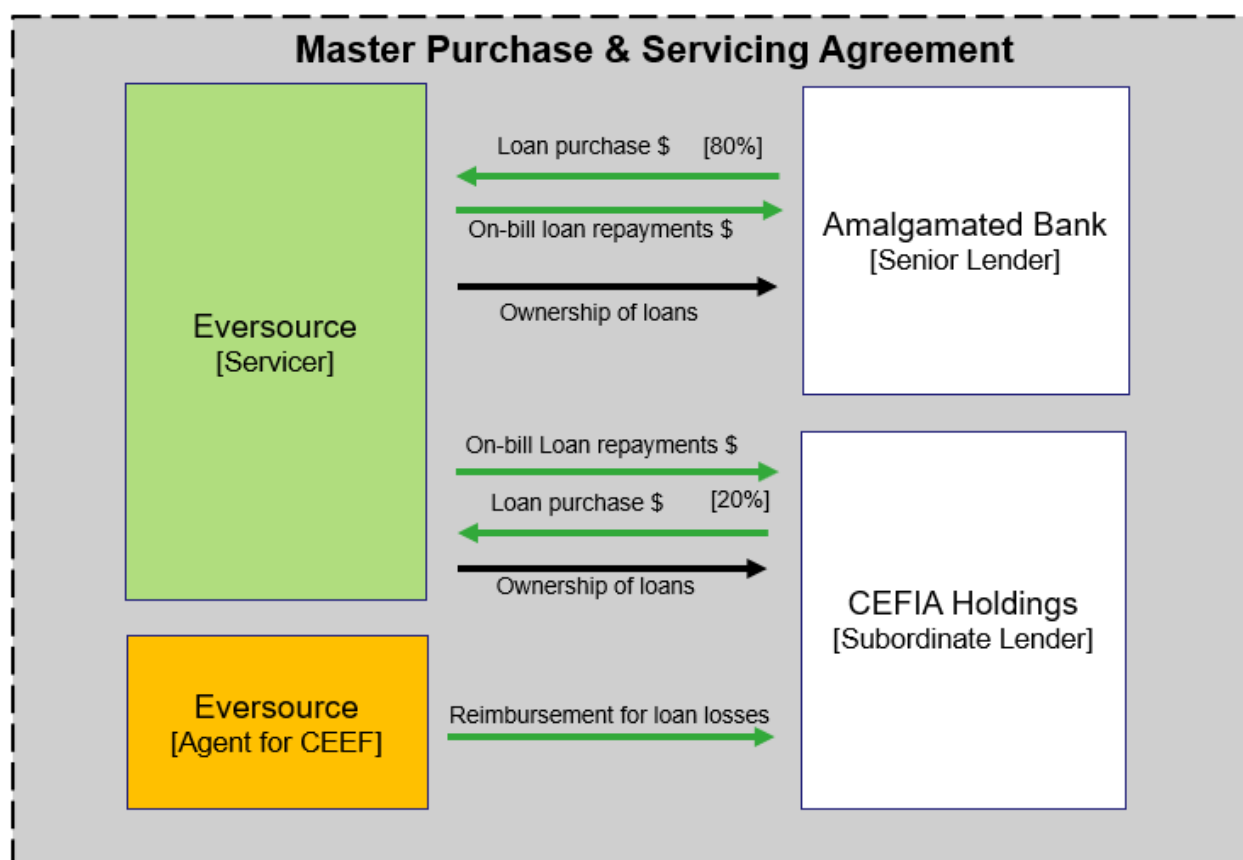 Master Purchase & Servicing Agreement
Eversource
[Servicer]
Loan purchase $ [80%]
On-bill loan repayments $
Ownership of loans
Amalgamated Bank
[Senior Lender]
On-bill Loan repayments $
Loan purchase $ [20%]
Ownership of loans
CEFIA Holdings
[Subordinate Lender]
Eversource
[Agent for CEEF]
Reimbursement for loan losses